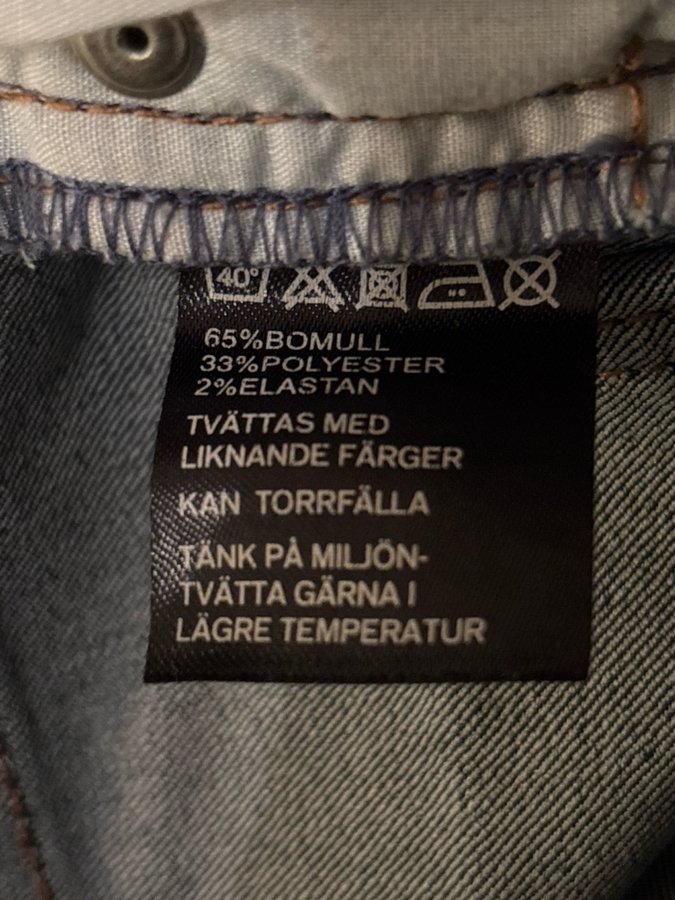 40°
65%BOMULL
33%POLYESTER
2%ELASTAN
TVÄTTAS MED
LIKNANDE FÄRGER
KAN TORRFÄLLA
TÄNK PÅ MILJÖN-
TVÄTTA GÄRNA I
LÄGRE TEMPERATUR